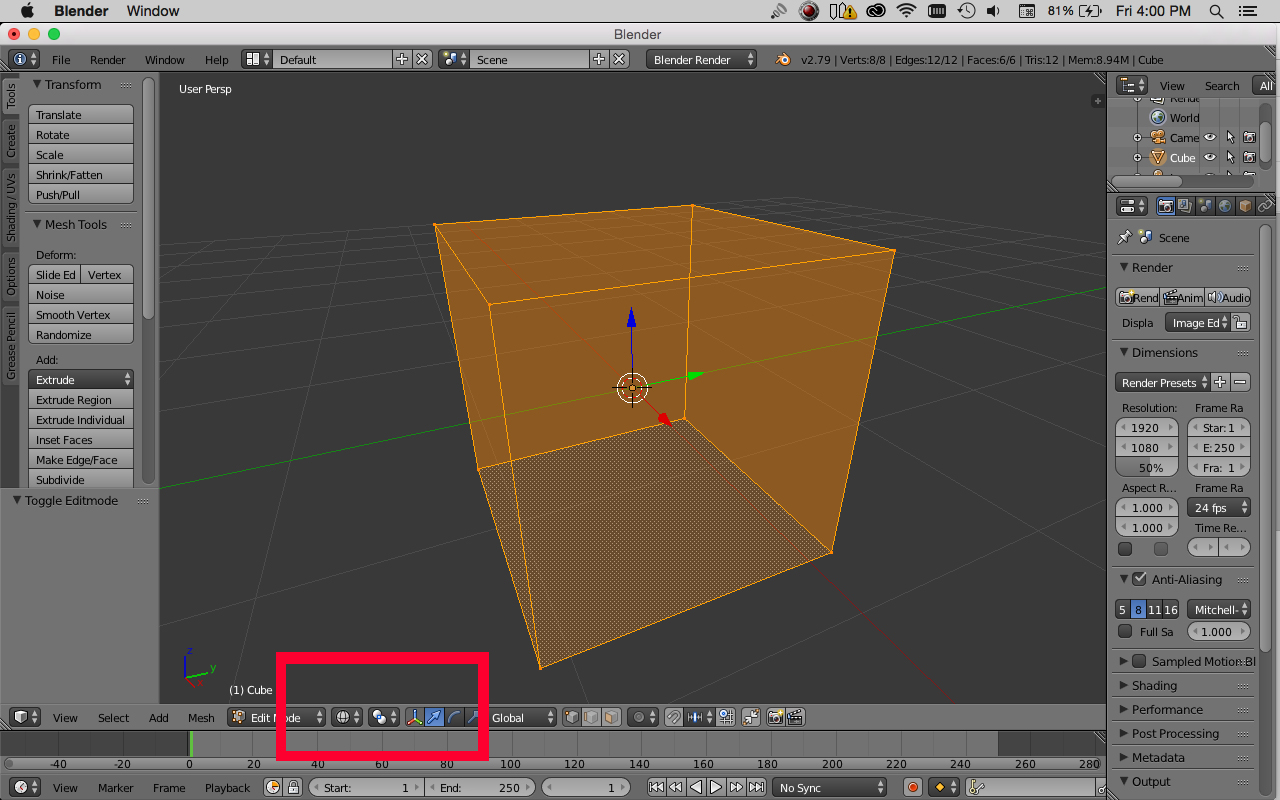 Blender Window 81% Fri 4:00 PM
Blender
File Render Window Help Default Scene Blender Render v2.79 | Verts:8/8 | Edges:12/12 | Faces:6/6 | Tris:12 | Mem:8.94M | Cube
Tools
Create
Shading / UVs
Options
Grease Pencil
Transform
Translate
Rotate
Scale
Shrink/Fatten
Push/Pull
Mesh Tools
Deform:
Slide Ed Vertex
Noise
Smooth Vertex
Randomize
Add:
Extrude
Extrude Region
Extrude Individual
Inset Faces
Make Edge/Face
Subdivide
Toggle Editmode
User Persp
z
y
(1) Cube
View Select Add Mesh Edit Mode Global
-40 -20 0 20 40 60 80 100 120 140 160 180 200 220 240 260 280
View Marker Frame Playback Start: 1 End: 250 1 No Sync
View Search All
World
Came
Cube
Scene
Render
Rend Anim Audio
Displa Image Ed
Dimensions
Render Presets
Resolution: Frame Ra
1920 Star: 1
1080 E: 250
50% Fra: 1
Aspect R... Frame Ra
1.000 24 fps
1.000 Time Re...
Anti-Aliasing
5 8 11 16 Mitchell-
Full Sa 1.000
Sampled Motion Bl
Shading
Performance
Post Processing
Metadata
Output